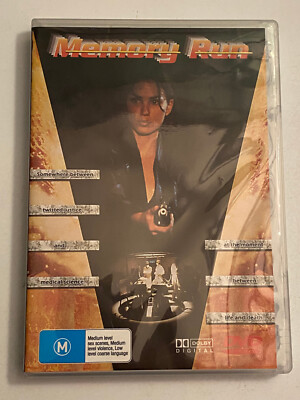 Memory Run
somewhere between
twisted justice
and
medical science
at the moment
between
life and death
M
Medium level
sex scenes, Medium
level violence, Low
level coarse language
DOLBY
DIGITAL